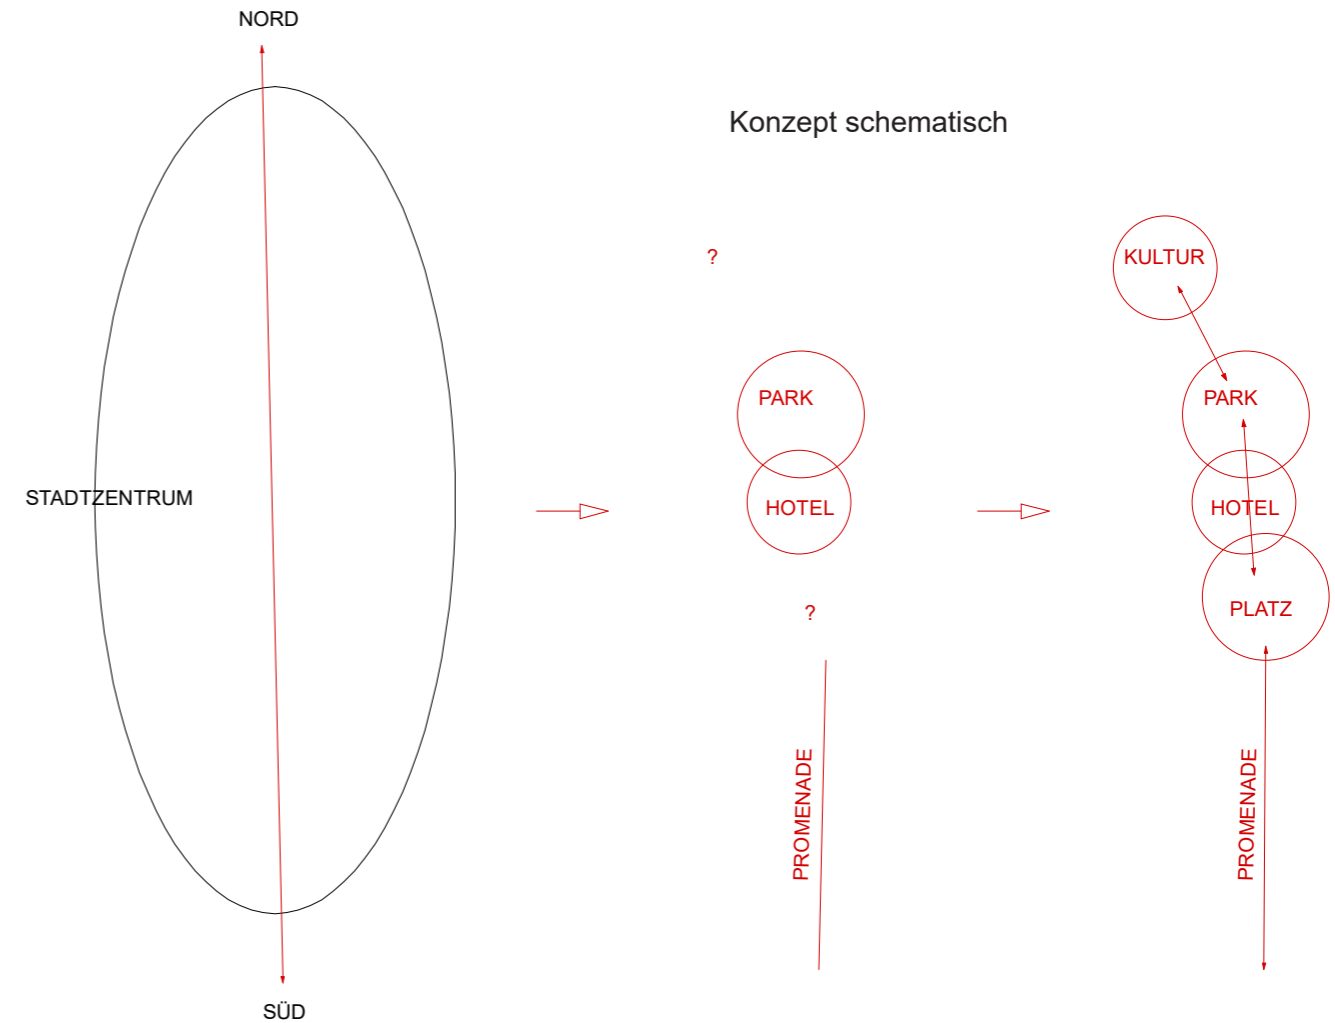 NORD
STADTZENTRUM
SÜD
Konzept schematisch
?
PARK
HOTEL
?
PROMENADE
KULTUR
PARK
HOTEL
PLATZ
PROMENADE